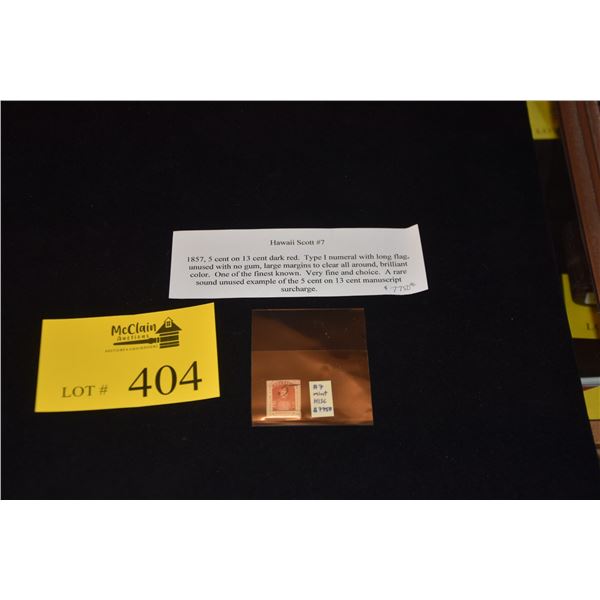 Hawaii Scott #7
1857, 5 cent on 13 cent dark red. Type I numeral with long flag,
unused with no gum, large margins to clear all around, brilliant
color. One of the finest known. Very fine and choice. A rare
sound unused example of the 5 cent on 13 cent manuscript
surcharge.
McClain
Auctions
LOT # 404
#7
mint